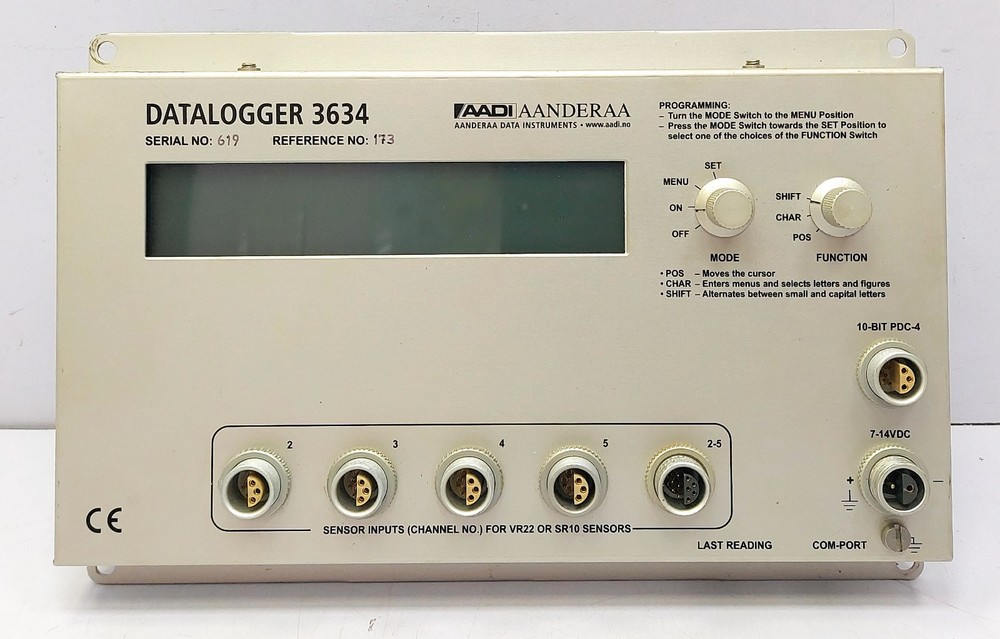 DATALOGGER 3634
SERIAL NO: 619 REFERENCE NO: 173
AADI AANDERAA
AANDERAA DATA INSTRUMENTS • www.aadi.no
PROGRAMMING:
– Turn the MODE Switch to the MENU Position
– Press the MODE Switch towards the SET Position to
select one of the choices of the FUNCTION Switch
SET
MENU
ON
OFF
MODE
SHIFT
CHAR
POS
FUNCTION
• POS – Moves the cursor
• CHAR – Enters menus and selects letters and figures
• SHIFT – Alternates between small and capital letters
10-BIT PDC-4
7-14VDC
+ –
2 3 4 5 2-5
SENSOR INPUTS (CHANNEL NO.) FOR VR22 OR SR10 SENSORS
CE
LAST READING COM-PORT